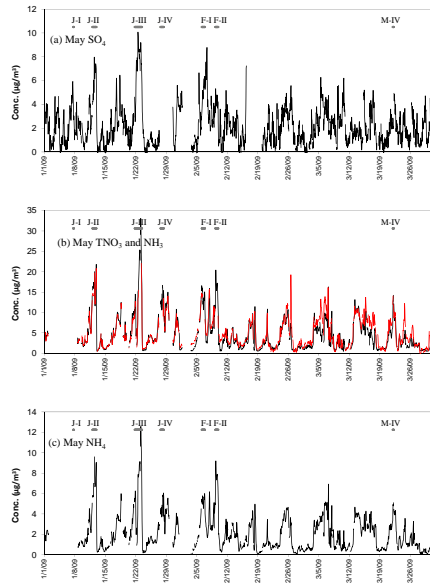 J-I J-II J-III J-IV F-I F-II M-IV
12
(a) May SO4
10
8
6
4
2
0
Conc. (μg/m³)
1/1/09 1/8/09 1/15/09 1/22/09 1/29/09 2/5/09 2/12/09 2/19/09 2/26/09 3/5/09 3/12/09 3/19/09 3/26/09
35
J-I J-II J-III J-IV F-I F-II M-IV
30
(b) May TNO3 and NH3
25
20
15
10
5
0
Conc. (μg/m³)
1/1/09 1/8/09 1/15/09 1/22/09 1/29/09 2/5/09 2/12/09 2/19/09 2/26/09 3/5/09 3/12/09 3/19/09 3/26/09
14
J-I J-II J-III J-IV F-I F-II M-IV
12
(c) May NH4
10
8
6
4
2
0
Conc. (μg/m³)
1/1/09 1/8/09 1/15/09 1/22/09 1/29/09 2/5/09 2/12/09 2/19/09 2/26/09 3/5/09 3/12/09 3/19/09 3/26/09